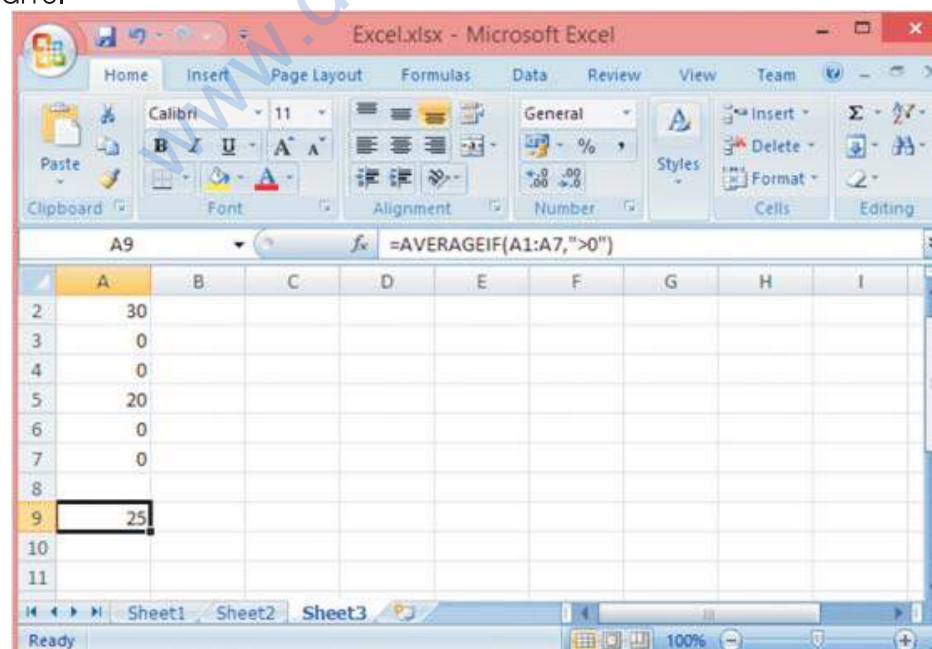 www.d
Excel.xlsx - Microsoft Excel
Home Insert Page Layout Formulas Data Review View Team
Paste Calibri 11 General Styles Insert Delete Format
B I U A A A % , Σ
Clipboard Font Alignment Number Cells Editing
A9 fx =AVERAGEIF(A1:A7,">0")
A B C D E F G H I
2 30
3 0
4 0
5 20
6 0
7 0
8
9 25
10
11
Sheet1 Sheet2 Sheet3
Ready 100%